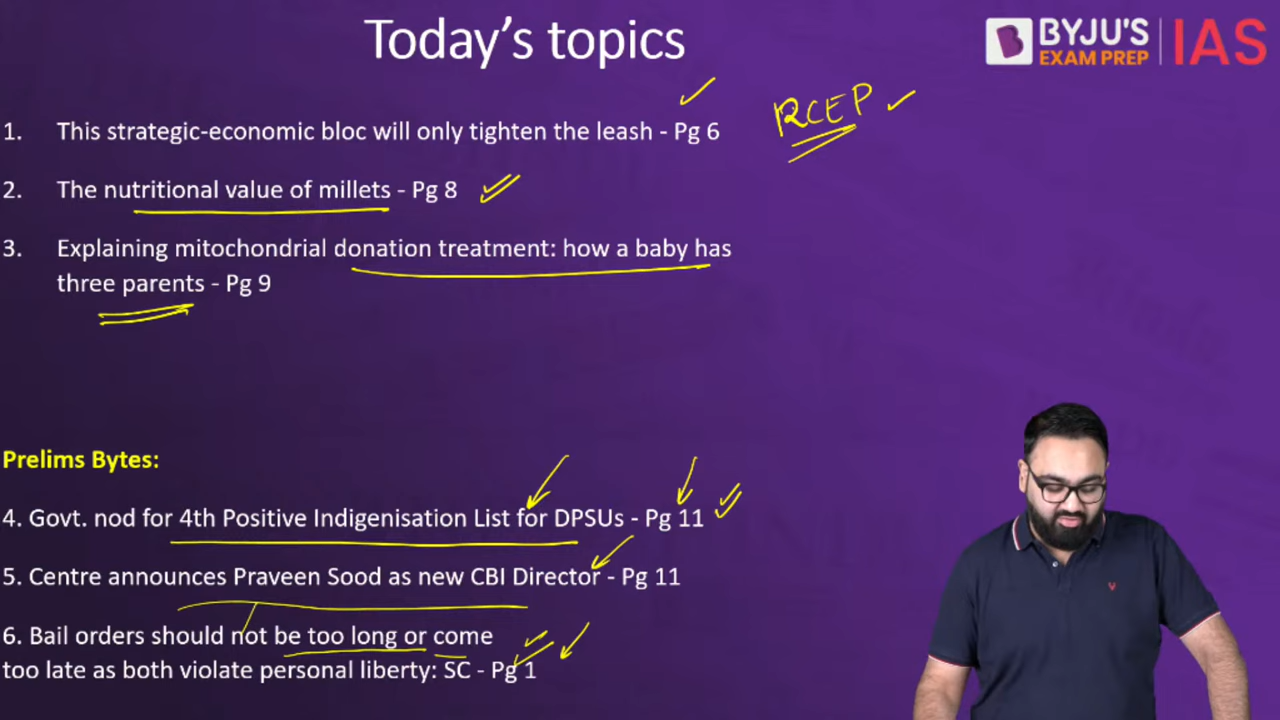 Today's topics
BYJU'S
EXAM PREP
IAS
RCEP
1. This strategic-economic bloc will only tighten the leash - Pg 6
2. The nutritional value of millets - Pg 8
3. Explaining mitochondrial donation treatment: how a baby has
three parents - Pg 9
Prelims Bytes:
4. Govt. nod for 4th Positive Indigenisation List for DPSUs - Pg 11
5. Centre announces Praveen Sood as new CBI Director - Pg 11
6. Bail orders should not be too long or come
too late as both violate personal liberty: SC - Pg 1